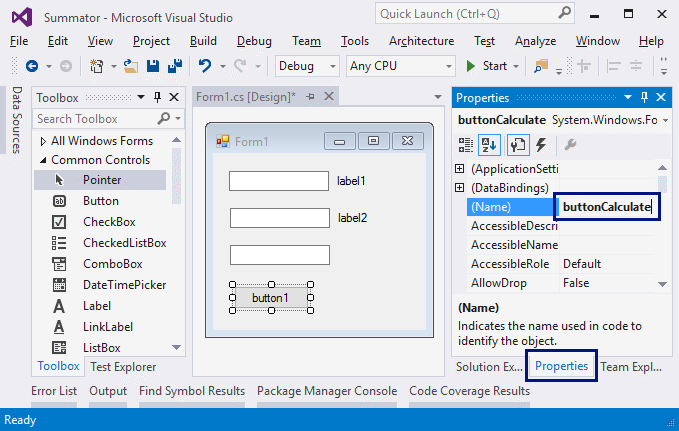 Summator - Microsoft Visual Studio
Quick Launch (Ctrl+Q)
File Edit View Project Build Debug Team Tools Architecture Test Analyze Window Help
Debug Any CPU Start
Data Sources
Toolbox
Search Toolbox
All Windows Forms
Common Controls
Pointer
Button
CheckBox
CheckedListBox
ComboBox
DateTimePicker
Label
LinkLabel
ListBox
Toolbox Test Explorer
Form1.cs [Design]*
Form1
label1
label2
button1
Properties
buttonCalculate System.Windows.Fo
(ApplicationSetti
(DataBindings)
(Name) buttonCalculate
AccessibleDescri
AccessibleName
AccessibleRole Default
AllowDrop False
(Name)
Indicates the name used in code to
identify the object.
Solution Ex... Properties Team Expl...
Error List Output Find Symbol Results Package Manager Console Code Coverage Results
Ready